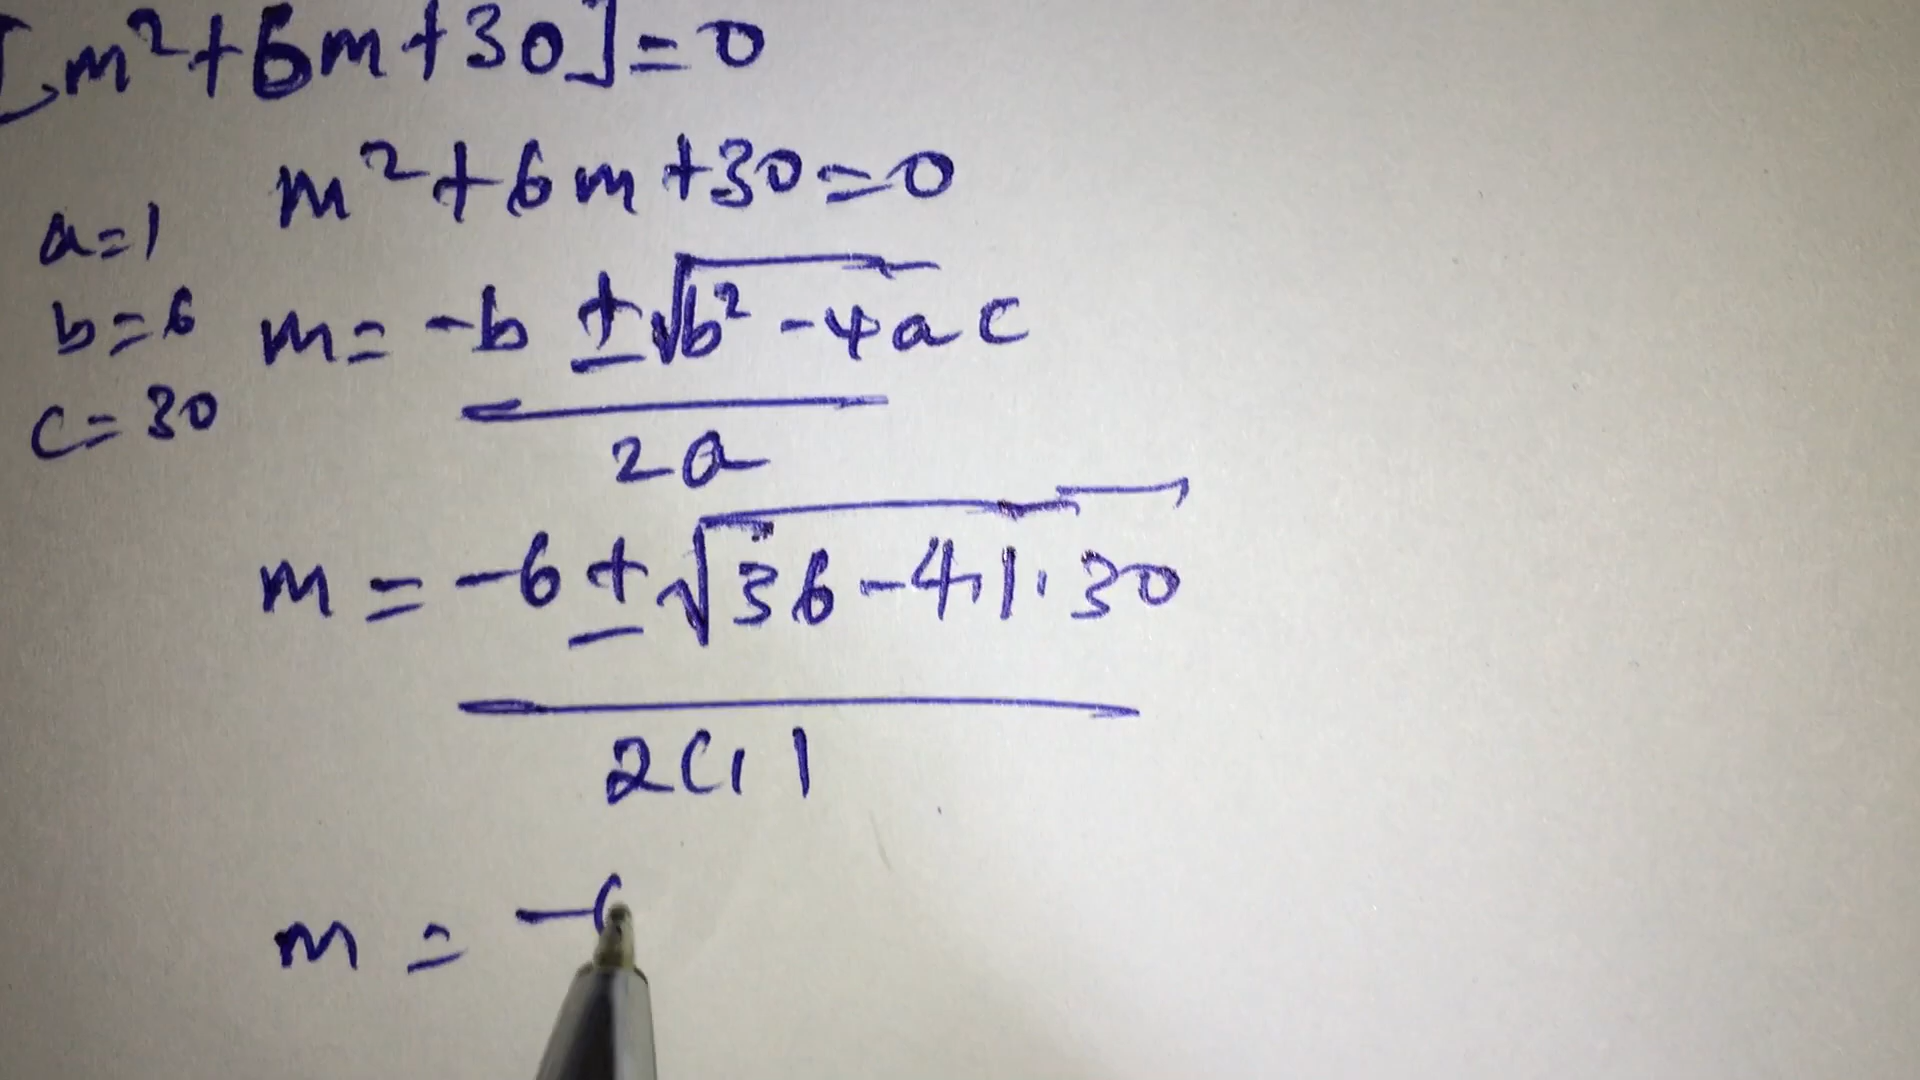 [m²+6m+30]=0
m²+6m+30=0
a=1
b=6
c=30
m= -b ± √b² -4ac
2a
m = -6 ± √36-4.1.30
2(1)
m = -6